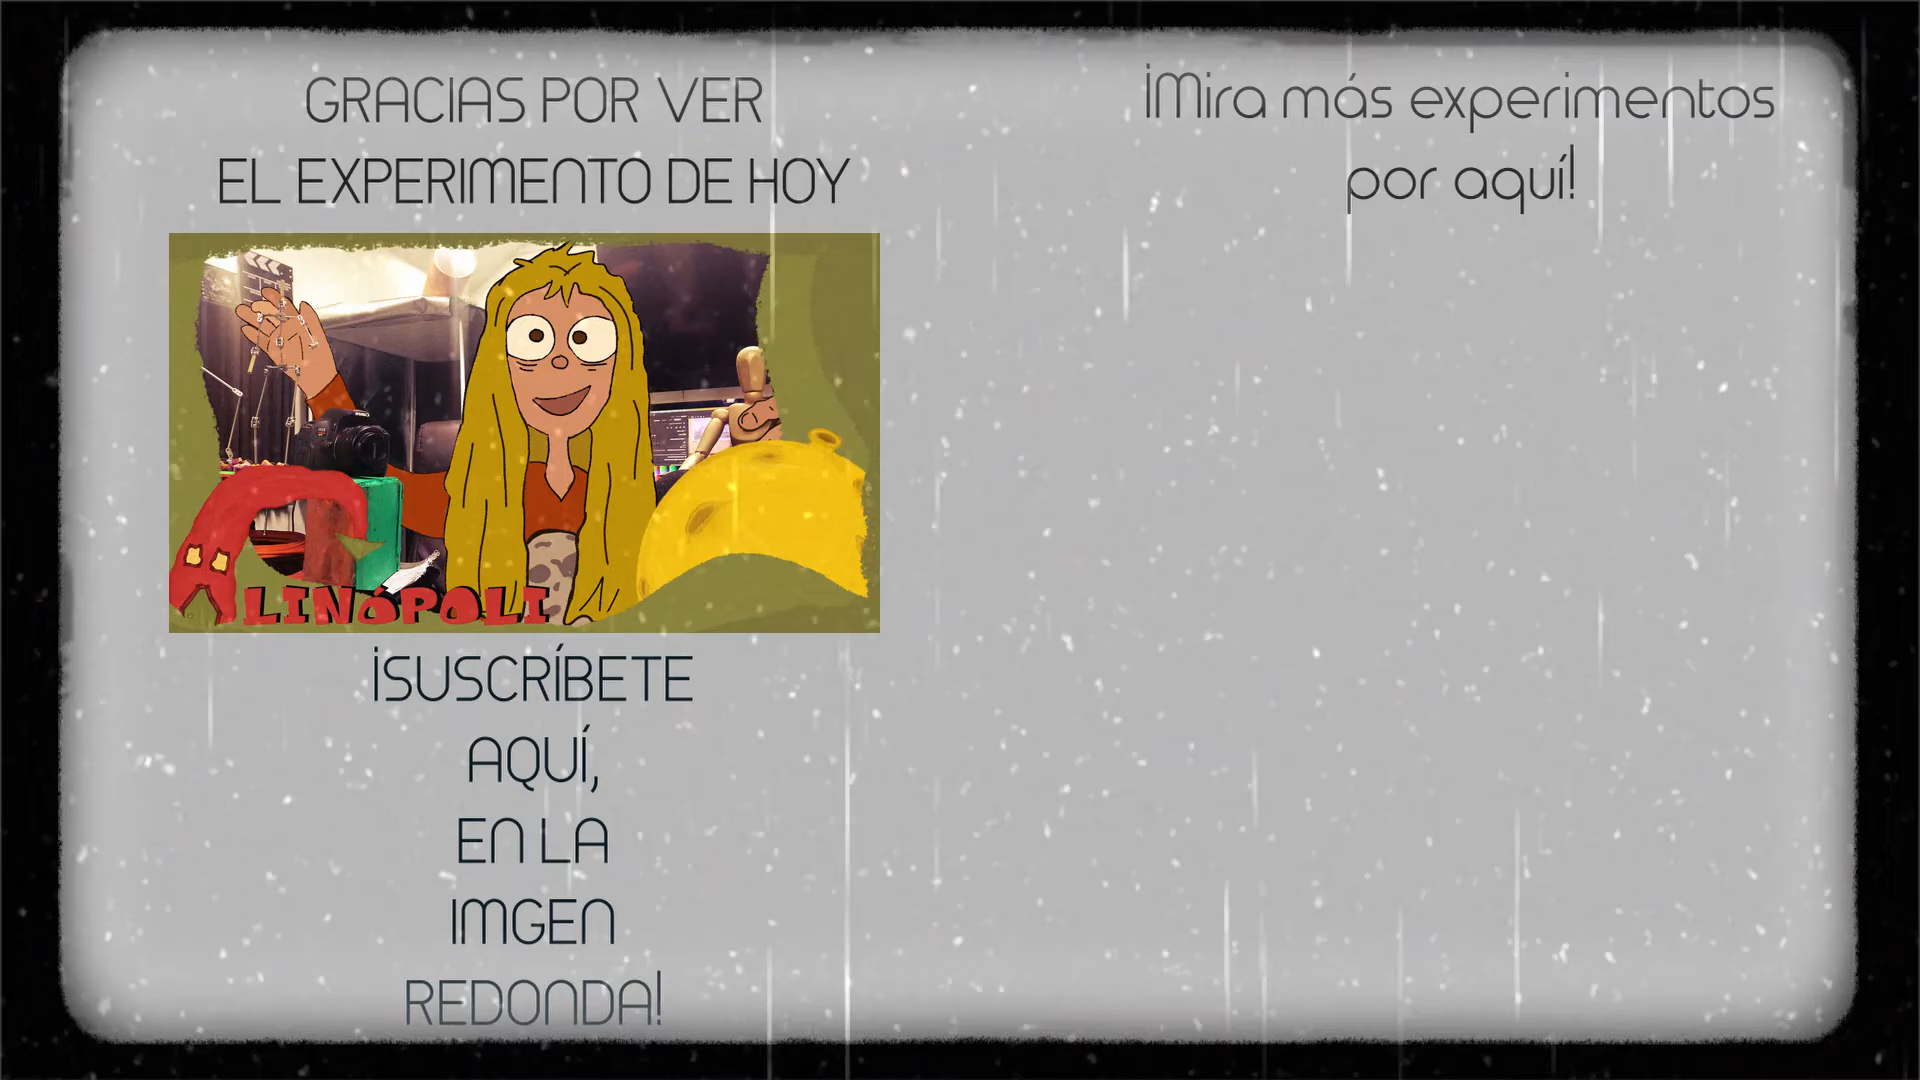 GRACIAS POR VER
EL EXPERIMENTO DE HOY
LINÓPOLI
¡SUSCRÍBETE
AQUÍ,
EN LA
IMGEN
REDONDA!
¡Mira más experimentos
por aquí!